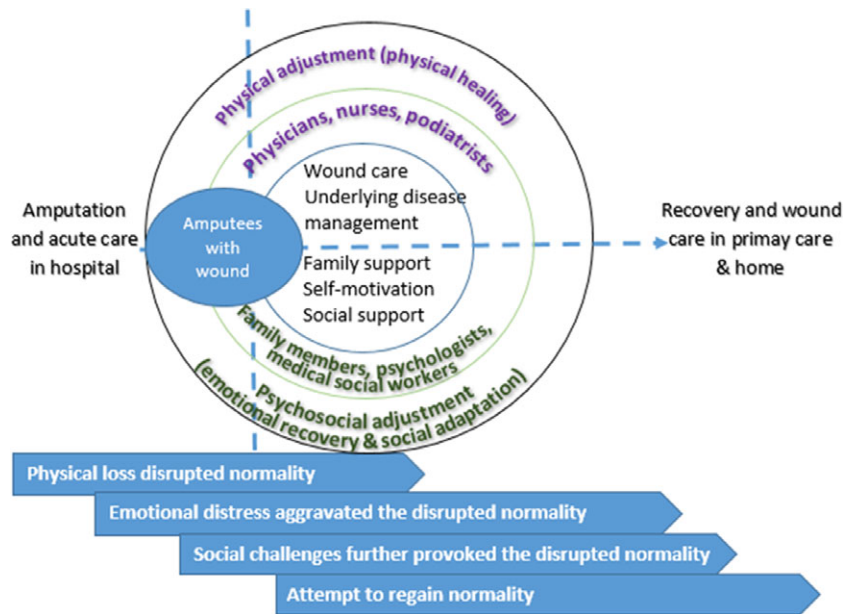 Physical adjustment (physical healing)
Physicians, nurses, podiatrists
Wound care
Underlying disease
management
Amputation
and acute care
in hospital
Amputees
with
wound
Recovery and wound
care in primay care
& home
Family support
Self-motivation
Social support
Family members, psychologists,
medical social workers
Psychosocial adjustment
(emotional recovery & social adaptation)
Physical loss disrupted normality
Emotional distress aggravated the disrupted normality
Social challenges further provoked the disrupted normality
Attempt to regain normality